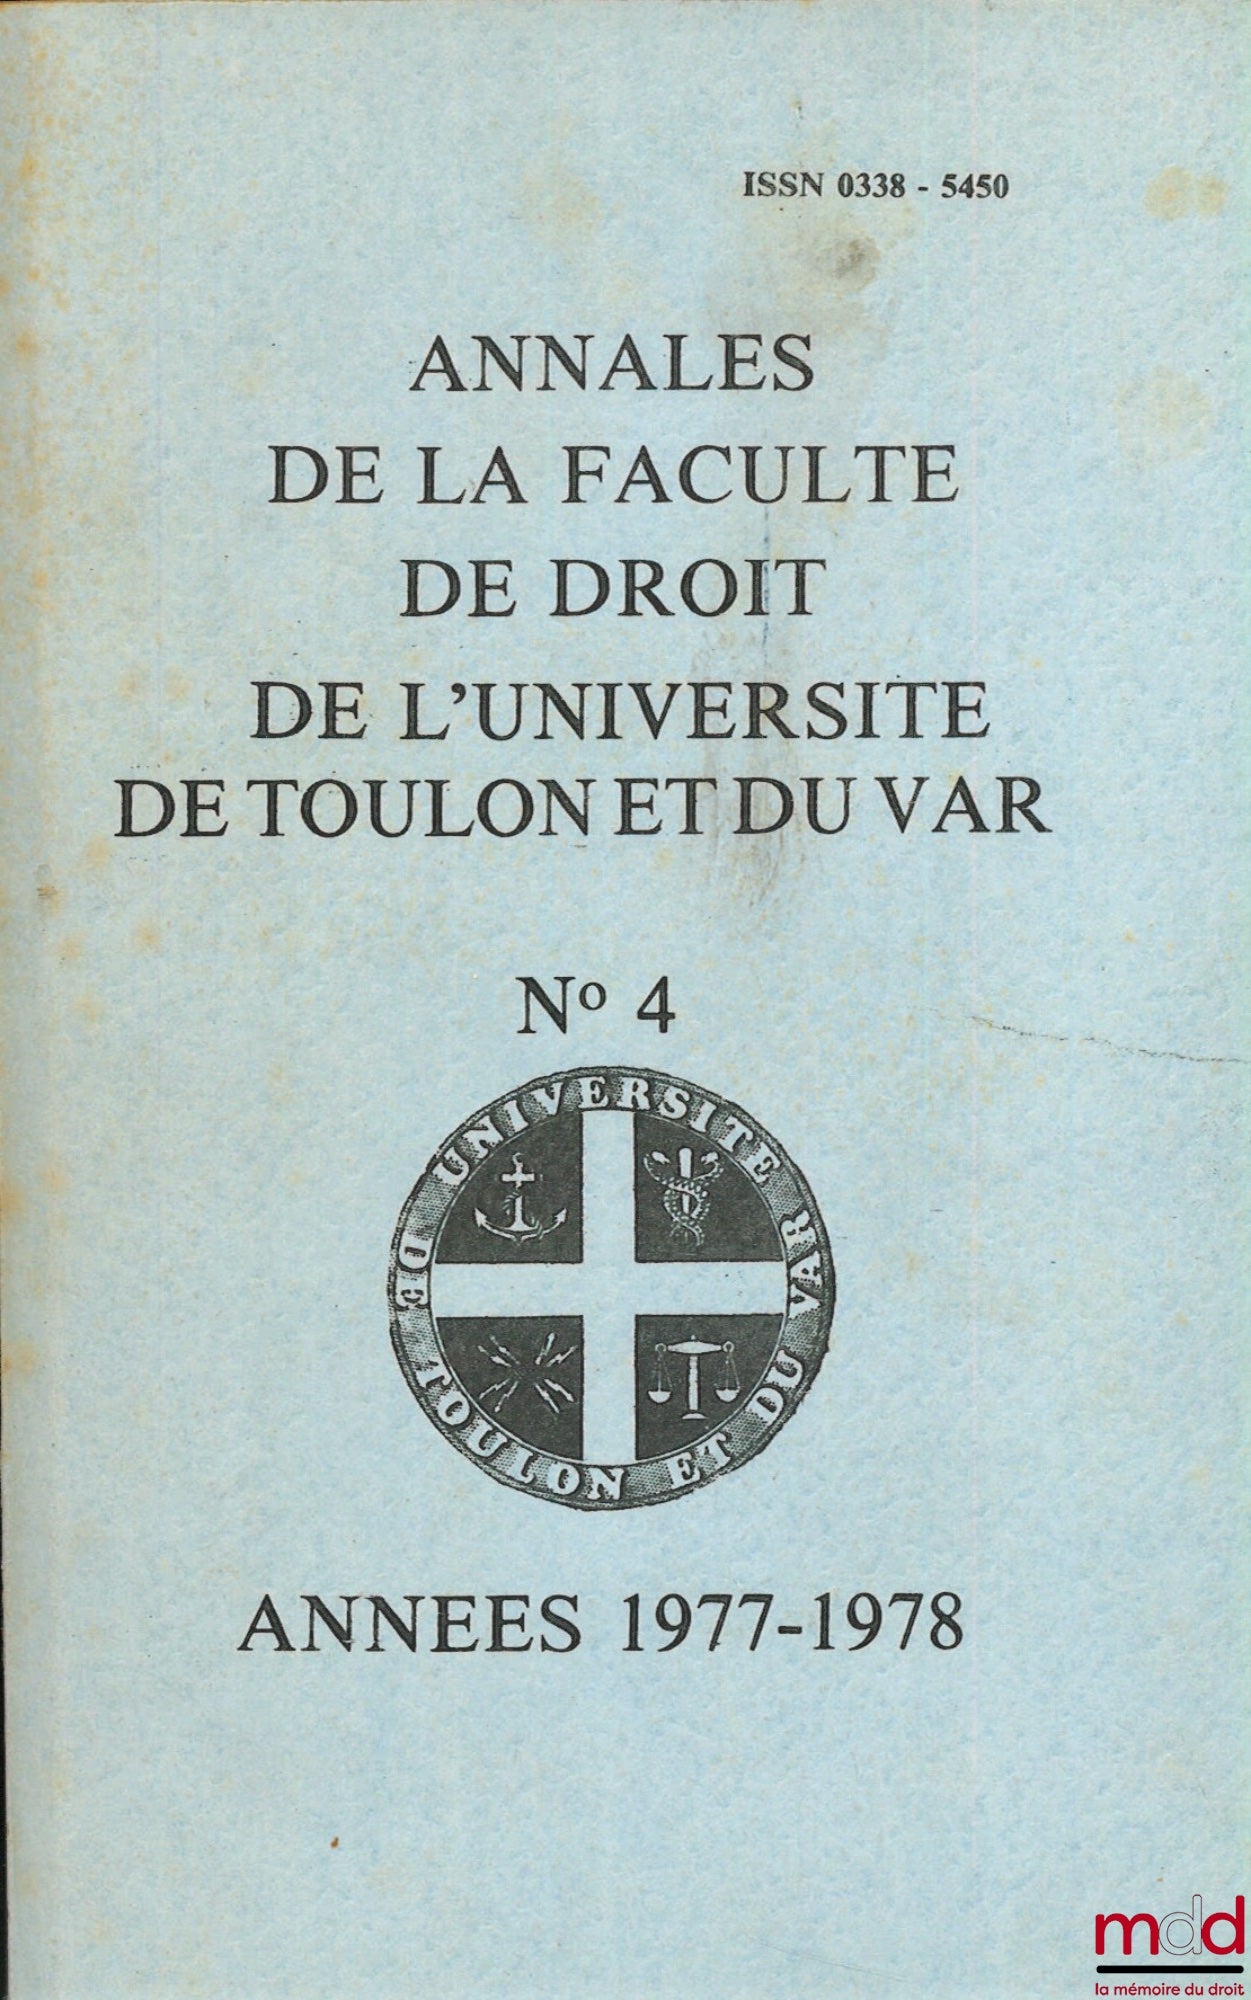 ISSN 0338 - 5450
ANNALES
DE LA FACULTE
DE DROIT
DE L'UNIVERSITE
DE TOULON ET DU VAR
Nº 4
UNIVERSITE
DE TOULON ET DU VAR
ANNEES 1977-1978
mdd
la mémoire du droit